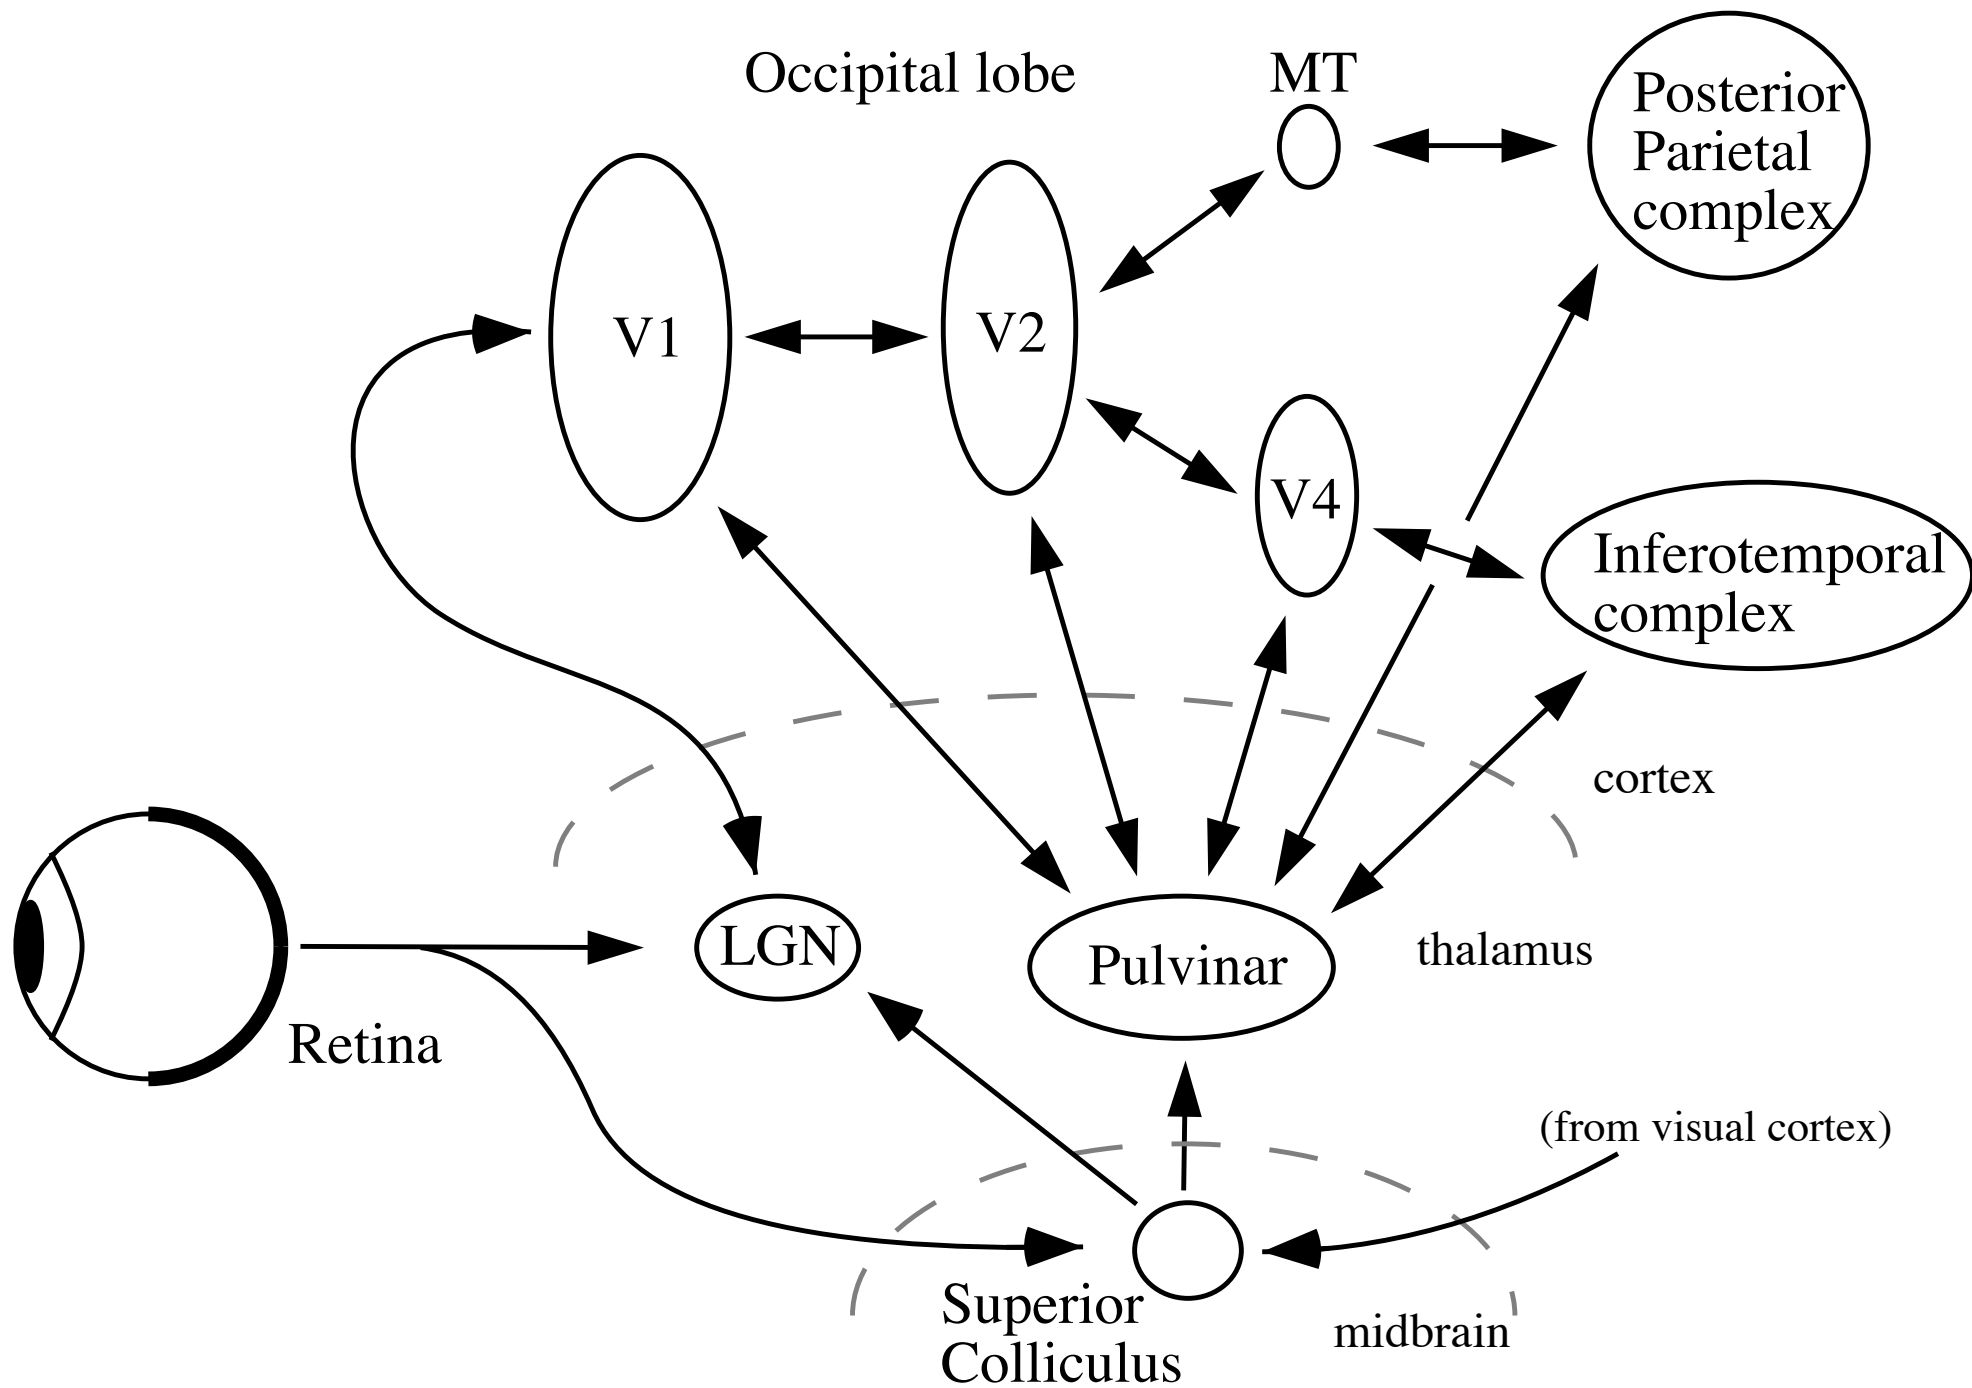 Occipital lobe
MT
Posterior
Parietal
complex
V1
V2
V4
Inferotemporal
complex
cortex
LGN
Pulvinar
thalamus
Retina
(from visual cortex)
Superior
Colliculus
midbrain